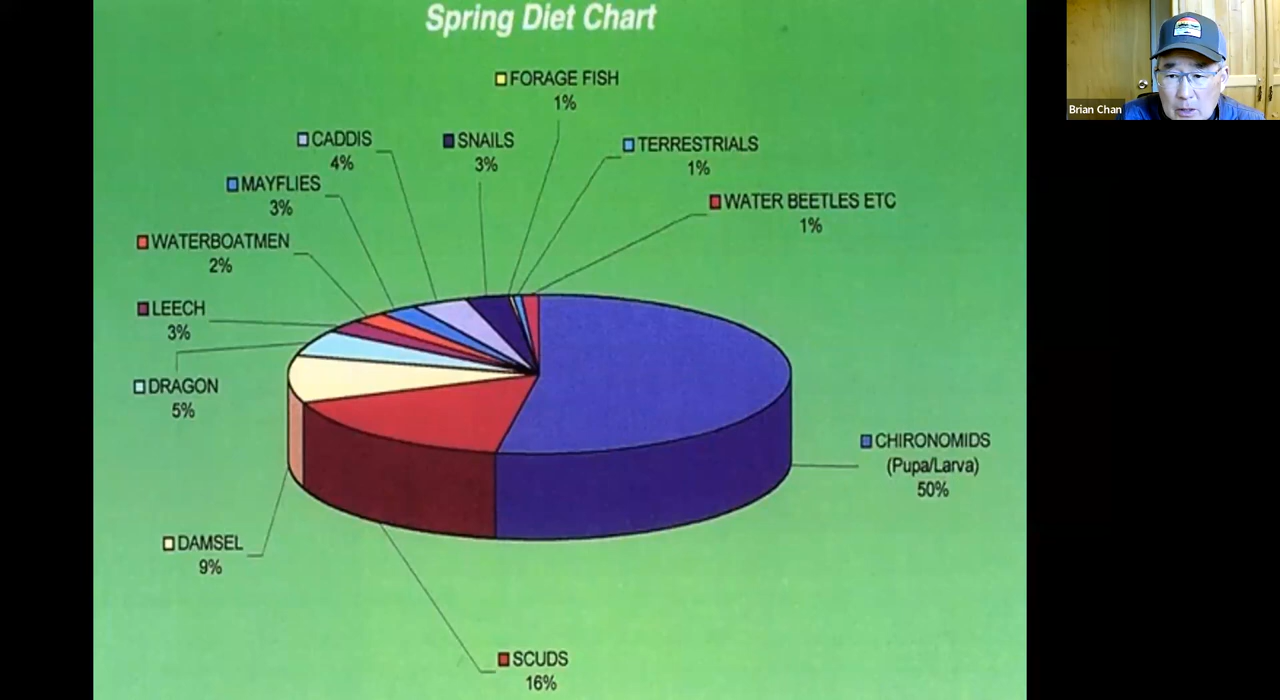 Spring Diet Chart
FORAGE FISH
1%
CADDIS
4%
SNAILS
3%
TERRESTRIALS
1%
MAYFLIES
3%
WATER BEETLES ETC
1%
WATERBOATMEN
2%
LEECH
3%
DRAGON
5%
CHIRONOMIDS
(Pupa/Larva)
50%
DAMSEL
9%
SCUDS
16%
Brian Chan